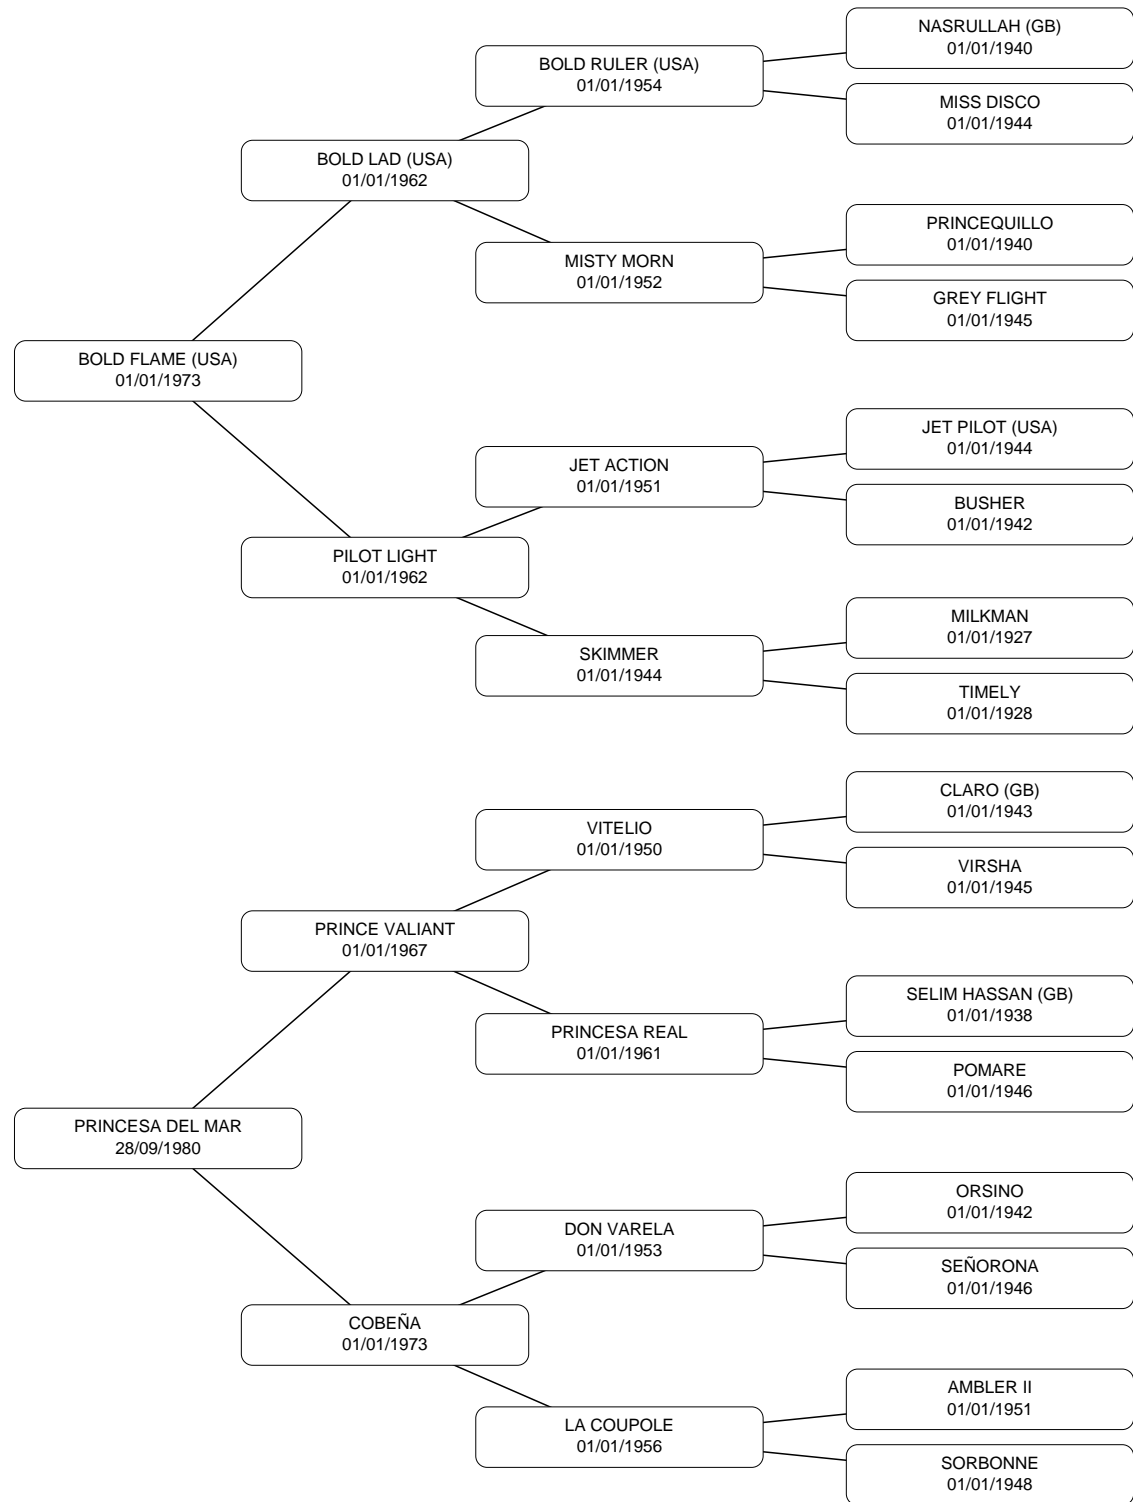 NASRULLAH (GB)
01/01/1940
BOLD RULER (USA)
01/01/1954
MISS DISCO
01/01/1944
BOLD LAD (USA)
01/01/1962
PRINCEQUILLO
01/01/1940
MISTY MORN
01/01/1952
GREY FLIGHT
01/01/1945
BOLD FLAME (USA)
01/01/1973
JET PILOT (USA)
01/01/1944
JET ACTION
01/01/1951
BUSHER
01/01/1942
PILOT LIGHT
01/01/1962
MILKMAN
01/01/1927
SKIMMER
01/01/1944
TIMELY
01/01/1928
CLARO (GB)
01/01/1943
VITELIO
01/01/1950
VIRSHA
01/01/1945
PRINCE VALIANT
01/01/1967
SELIM HASSAN (GB)
01/01/1938
PRINCESA REAL
01/01/1961
POMARE
01/01/1946
PRINCESA DEL MAR
28/09/1980
ORSINO
01/01/1942
DON VARELA
01/01/1953
SEÑORONA
01/01/1946
COBEÑA
01/01/1973
AMBLER II
01/01/1951
LA COUPOLE
01/01/1956
SORBONNE
01/01/1948